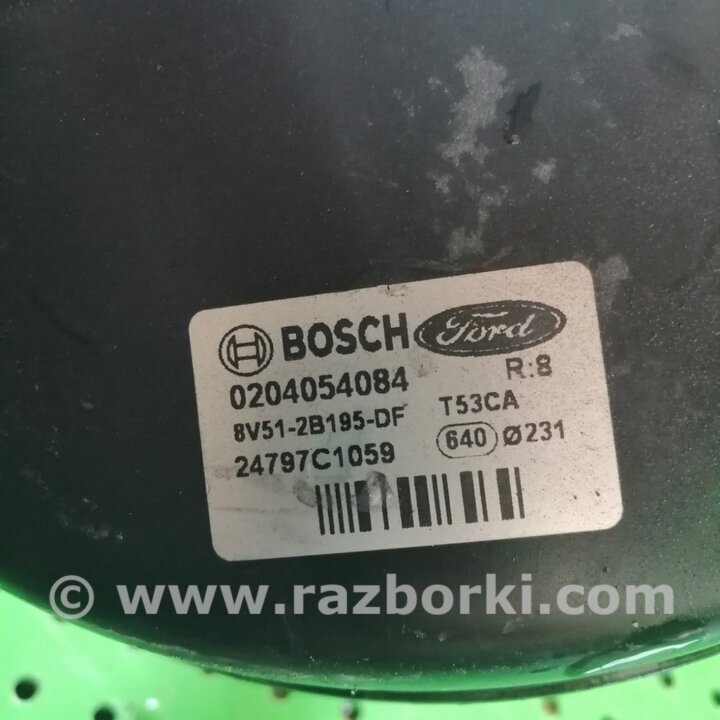 BOSCH Ford
0204054084 R:8
8V51-2B195-DF T53CA
24797C1059 640 Ø231
© www.razborki.com